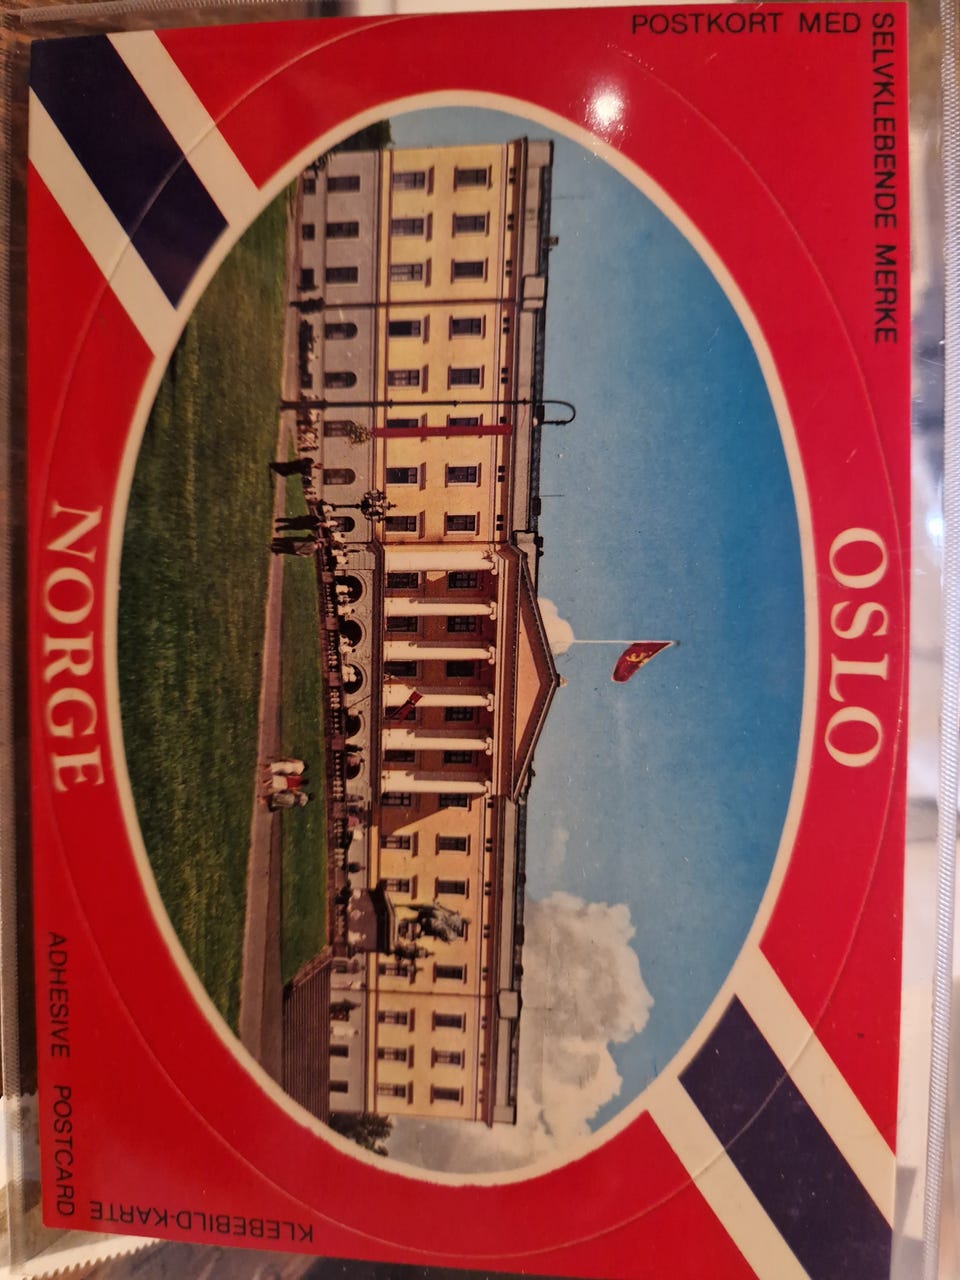 POSTKORT MED
SELVKLEBENDE MERKE
OSLO
NORGE
ADHESIVE POSTCARD
KLEBEBILD-KARTE